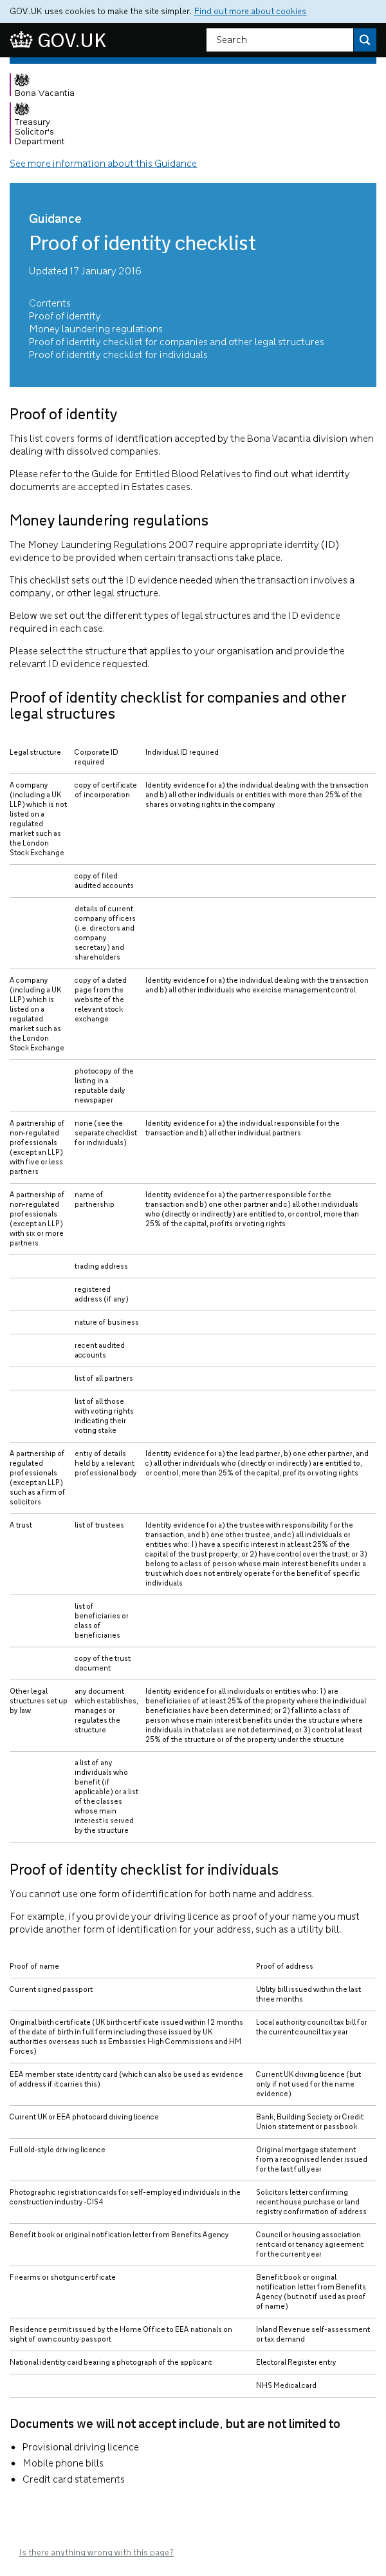 GOV.UK uses cookies to make the site simpler. Find out more about cookies
GOV.UK
Search
Bona Vacantia
Treasury
Solicitor's
Department
See more information about this Guidance
Guidance
Proof of identity checklist
Updated 17 January 2016
Contents
Proof of identity
Money laundering regulations
Proof of identity checklist for companies and other legal structures
Proof of identity checklist for individuals
Proof of identity
This list covers forms of identfication accepted by the Bona Vacantia division when
dealing with dissolved companies.
Please refer to the Guide for Entitled Blood Relatives to find out what identity
documents are accepted in Estates cases.
Money laundering regulations
The Money Laundering Regulations 2007 require appropriate identity (ID)
evidence to be provided when certain transactions take place.
This checklist sets out the ID evidence needed when the transaction involves a
company, or other legal structure.
Below we set out the different types of legal structures and the ID evidence
required in each case.
Please select the structure that applies to your organisation and provide the
relevant ID evidence requested.
Proof of identity checklist for companies and other
legal structures
Legal structure
Corporate ID
required
Individual ID required
A company
(including a UK
LLP) which is not
listed on a
regulated
market such as
the London
Stock Exchange
copy of certificate
of incorporation
Identity evidence for a) the individual dealing with the transaction
and b) all other individuals or entities with more than 25% of the
shares or voting rights in the company
copy of filed
audited accounts
details of current
company officers
(i.e. directors and
company
secretary) and
shareholders
A company
(including a UK
LLP) which is
listed on a
regulated
market such as
the London
Stock Exchange
copy of a dated
page from the
website of the
relevant stock
exchange
Identity evidence for a) the individual dealing with the transaction
and b) all other individuals who exercise management control
photocopy of the
listing in a
reputable daily
newspaper
A partnership of
non-regulated
professionals
(except an LLP)
with five or less
partners
none (see the
separate checklist
for individuals)
Identity evidence for a) the individual responsible for the
transaction and b) all other individual partners
A partnership of
non-regulated
professionals
(except an LLP)
with six or more
partners
name of
partnership
Identity evidence for a) the partner responsible for the
transaction and b) one other partner and c) all other individuals
who (directly or indirectly) are entitled to, or control, more than
25% of the capital, profits or voting rights
trading address
registered
address (if any)
nature of business
recent audited
accounts
list of all partners
list of all those
with voting rights
indicating their
voting stake
A partnership of
regulated
professionals
(except an LLP)
such as a firm of
solicitors
entry of details
held by a relevant
professional body
Identity evidence for a) the lead partner, b) one other partner, and
c) all other individuals who (directly or indirectly) are entitled to,
or control, more than 25% of the capital, profits or voting rights
A trust
list of trustees
Identity evidence for a) the trustee with responsibility for the
transaction, and b) one other trustee, and c) all individuals or
entities who: 1) have a specific interest in at least 25% of the
capital of the trust property; or 2) have control over the trust; or 3)
belong to a class of person whose main interest benefits under a
trust which does not entirely operate for the benefit of specific
individuals
list of
beneficiaries or
class of
beneficiaries
copy of the trust
document
Other legal
structures set up
by law
any document
which establishes,
manages or
regulates the
structure
Identity evidence for all individuals or entities who: 1) are
beneficiaries of at least 25% of the property where the individual
beneficiaries have been determined; or 2) fall into a class of
person whose main interest benefits under the structure where
individuals in that class are not determined; or 3) control at least
25% of the structure or of the property under the structure
a list of any
individuals who
benefit (if
applicable) or a list
of the classes
whose main
interest is served
by the structure
Proof of identity checklist for individuals
You cannot use one form of identification for both name and address.
For example, if you provide your driving licence as proof of your name you must
provide another form of identification for your address, such as a utility bill.
Proof of name
Proof of address
Current signed passport
Utility bill issued within the last
three months
Original birth certificate (UK birth certificate issued within 12 months
of the date of birth in full form including those issued by UK
authorities overseas such as Embassies High Commissions and HM
Forces)
Local authority council tax bill for
the current council tax year
EEA member state identity card (which can also be used as evidence
of address if it carries this)
Current UK driving licence (but
only if not used for the name
evidence)
Current UK or EEA photocard driving licence
Bank, Building Society or Credit
Union statement or passbook
Full old-style driving licence
Original mortgage statement
from a recognised lender issued
for the last full year
Photographic registration cards for self-employed individuals in the
construction industry -CIS4
Solicitors letter confirming
recent house purchase or land
registry confirmation of address
Benefit book or original notification letter from Benefits Agency
Council or housing association
rent card or tenancy agreement
for the current year
Firearms or shotgun certificate
Benefit book or original
notification letter from Benefits
Agency (but not if used as proof
of name)
Residence permit issued by the Home Office to EEA nationals on
sight of own country passport
Inland Revenue self-assessment
or tax demand
National identity card bearing a photograph of the applicant
Electoral Register entry
NHS Medical card
Documents we will not accept include, but are not limited to
Provisional driving licence
Mobile phone bills
Credit card statements
Is there anything wrong with this page?